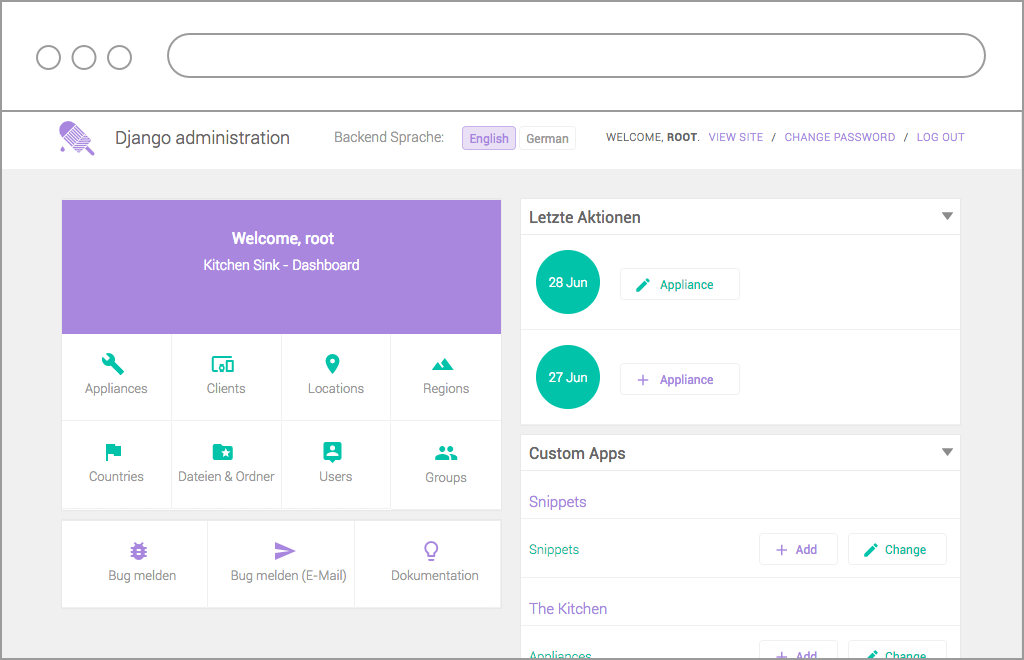 Django administration
Backend Sprache: English German
WELCOME, ROOT. VIEW SITE / CHANGE PASSWORD / LOG OUT
Welcome, root
Kitchen Sink - Dashboard
Appliances Clients Locations Regions
Countries Dateien & Ordner Users Groups
Bug melden Bug melden (E-Mail) Dokumentation
Letzte Aktionen
28 Jun Appliance
27 Jun + Appliance
Custom Apps
Snippets
Snippets + Add Change
The Kitchen
Appliances + Add Change